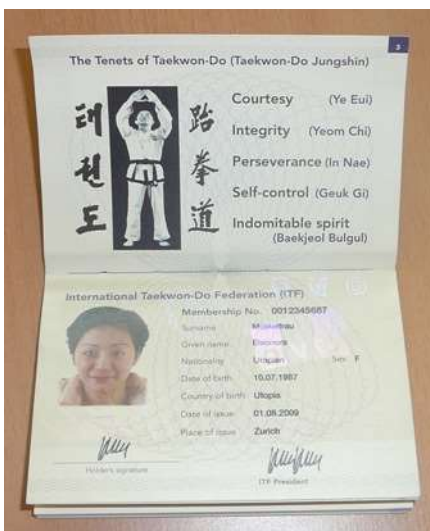 3
The Tenets of Taekwon-Do (Taekwon-Do Jungshin)
태권도
跆拳道
Courtesy (Ye Eui)
Integrity (Yeom Chi)
Perseverance (In Nae)
Self-control (Geuk Gi)
Indomitable spirit
(Baekjeol Bulgul)
International Taekwon-Do Federation (ITF)
Membership No. 0012345687
Surname Musterfrau
Given name Eleonora
Nationality Utopian Sex F
Date of birth 10.07.1987
Country of birth Utopia
Date of issue 01.08.2009
Place of issue Zurich
Holder's signature
ITF President